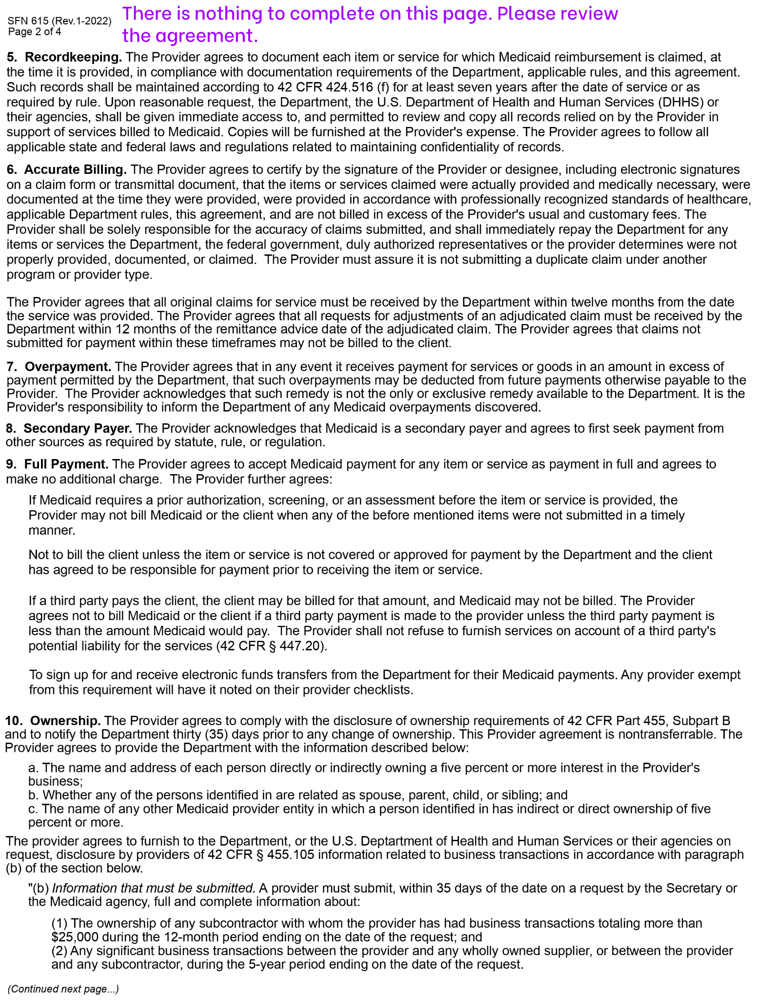 SFN 615 (Rev.1-2022)
Page 2 of 4
There is nothing to complete on this page. Please review
the agreement.
5.  Recordkeeping. The Provider agrees to document each item or service for which Medicaid reimbursement is claimed, at
the time it is provided, in compliance with documentation requirements of the Department, applicable rules, and this agreement.
Such records shall be maintained according to 42 CFR 424.516 (f) for at least seven years after the date of service or as
required by rule. Upon reasonable request, the Department, the U.S. Department of Health and Human Services (DHHS) or
their agencies, shall be given immediate access to, and permitted to review and copy all records relied on by the Provider in
support of services billed to Medicaid. Copies will be furnished at the Provider's expense. The Provider agrees to follow all
applicable state and federal laws and regulations related to maintaining confidentiality of records.
6.  Accurate Billing. The Provider agrees to certify by the signature of the Provider or designee, including electronic signatures
on a claim form or transmittal document, that the items or services claimed were actually provided and medically necessary, were
documented at the time they were provided, were provided in accordance with professionally recognized standards of healthcare,
applicable Department rules, this agreement, and are not billed in excess of the Provider's usual and customary fees. The
Provider shall be solely responsible for the accuracy of claims submitted, and shall immediately repay the Department for any
items or services the Department, the federal government, duly authorized representatives or the provider determines were not
properly provided, documented, or claimed.  The Provider must assure it is not submitting a duplicate claim under another
program or provider type.
The Provider agrees that all original claims for service must be received by the Department within twelve months from the date
the service was provided. The Provider agrees that all requests for adjustments of an adjudicated claim must be received by the
Department within 12 months of the remittance advice date of the adjudicated claim. The Provider agrees that claims not
submitted for payment within these timeframes may not be billed to the client.
7.  Overpayment. The Provider agrees that in any event it receives payment for services or goods in an amount in excess of
payment permitted by the Department, that such overpayments may be deducted from future payments otherwise payable to the
Provider.  The Provider acknowledges that such remedy is not the only or exclusive remedy available to the Department. It is the
Provider's responsibility to inform the Department of any Medicaid overpayments discovered.
8.  Secondary Payer. The Provider acknowledges that Medicaid is a secondary payer and agrees to first seek payment from
other sources as required by statute, rule, or regulation.
9.  Full Payment. The Provider agrees to accept Medicaid payment for any item or service as payment in full and agrees to
make no additional charge.  The Provider further agrees:
If Medicaid requires a prior authorization, screening, or an assessment before the item or service is provided, the
Provider may not bill Medicaid or the client when any of the before mentioned items were not submitted in a timely
manner.
Not to bill the client unless the item or service is not covered or approved for payment by the Department and the client
has agreed to be responsible for payment prior to receiving the item or service.
If a third party pays the client, the client may be billed for that amount, and Medicaid may not be billed. The Provider
agrees not to bill Medicaid or the client if a third party payment is made to the provider unless the third party payment is
less than the amount Medicaid would pay.  The Provider shall not refuse to furnish services on account of a third party's
potential liability for the services (42 CFR § 447.20).
To sign up for and receive electronic funds transfers from the Department for their Medicaid payments. Any provider exempt
from this requirement will have it noted on their provider checklists.
10.  Ownership. The Provider agrees to comply with the disclosure of ownership requirements of 42 CFR Part 455, Subpart B
and to notify the Department thirty (35) days prior to any change of ownership. This Provider agreement is nontransferrable. The
Provider agrees to provide the Department with the information described below:
a. The name and address of each person directly or indirectly owning a five percent or more interest in the Provider's
business;
b. Whether any of the persons identified in are related as spouse, parent, child, or sibling; and
c. The name of any other Medicaid provider entity in which a person identified in has indirect or direct ownership of five
percent or more.
The provider agrees to furnish to the Department, or the U.S. Deptartment of Health and Human Services or their agencies on
request, disclosure by providers of 42 CFR § 455.105 information related to business transactions in accordance with paragraph
(b) of the section below.
"(b) Information that must be submitted. A provider must submit, within 35 days of the date on a request by the Secretary or
the Medicaid agency, full and complete information about:
(1) The ownership of any subcontractor with whom the provider has had business transactions totaling more than
$25,000 during the 12-month period ending on the date of the request; and
(2) Any significant business transactions between the provider and any wholly owned supplier, or between the provider
and any subcontractor, during the 5-year period ending on the date of the request.
(Continued next page...)